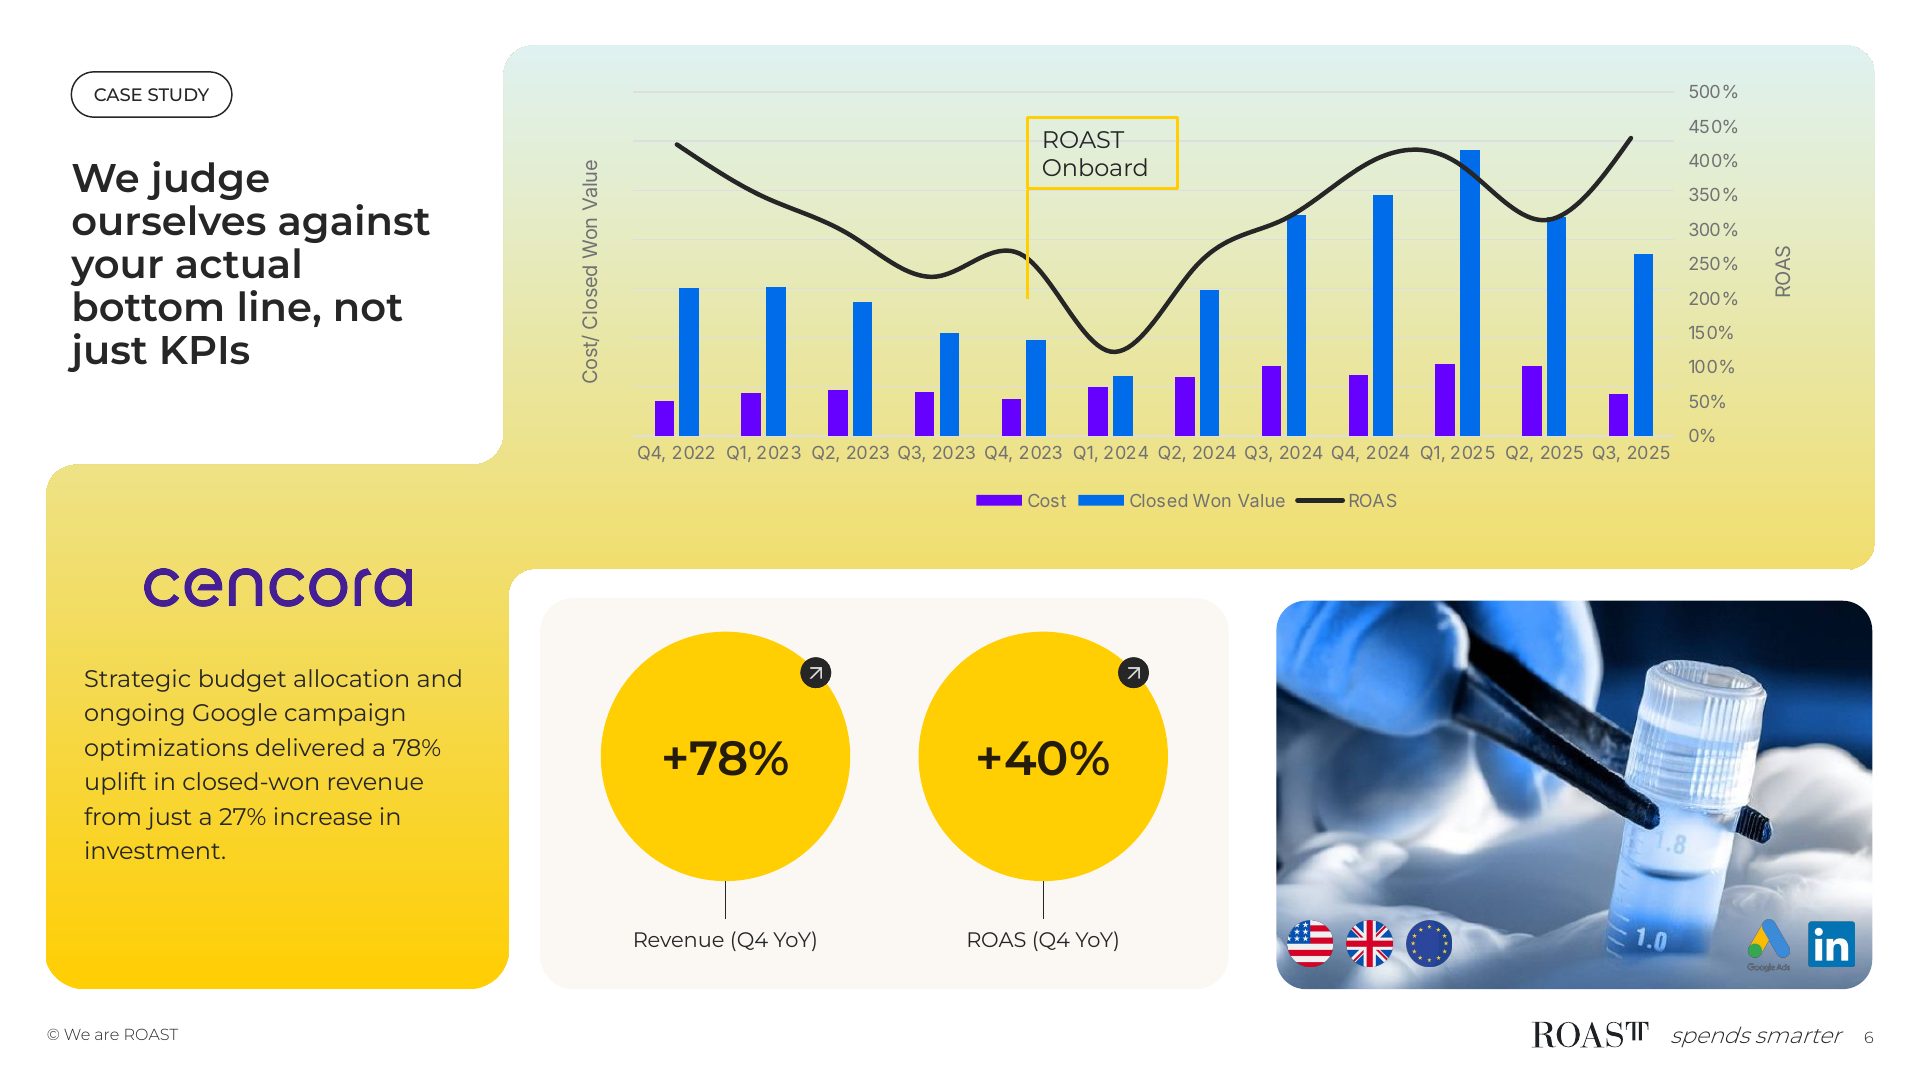 CASE STUDY
We judge
ourselves against
your actual
bottom line, not
just KPIs
Cost/ Closed Won Value
ROAST
Onboard
500%
450%
400%
350%
300%
250%
200%
150%
100%
50%
0%
ROAS
Q4, 2022 Q1, 2023 Q2, 2023 Q3, 2023 Q4, 2023 Q1, 2024 Q2, 2024 Q3, 2024 Q4, 2024 Q1, 2025 Q2, 2025 Q3, 2025
Cost Closed Won Value ROAS
cencora
Strategic budget allocation and
ongoing Google campaign
optimizations delivered a 78%
uplift in closed-won revenue
from just a 27% increase in
investment.
+78%
Revenue (Q4 YoY)
+40%
ROAS (Q4 YoY)
1.8
1.0
Google Ads
in
© We are ROAST
ROAST spends smarter 6